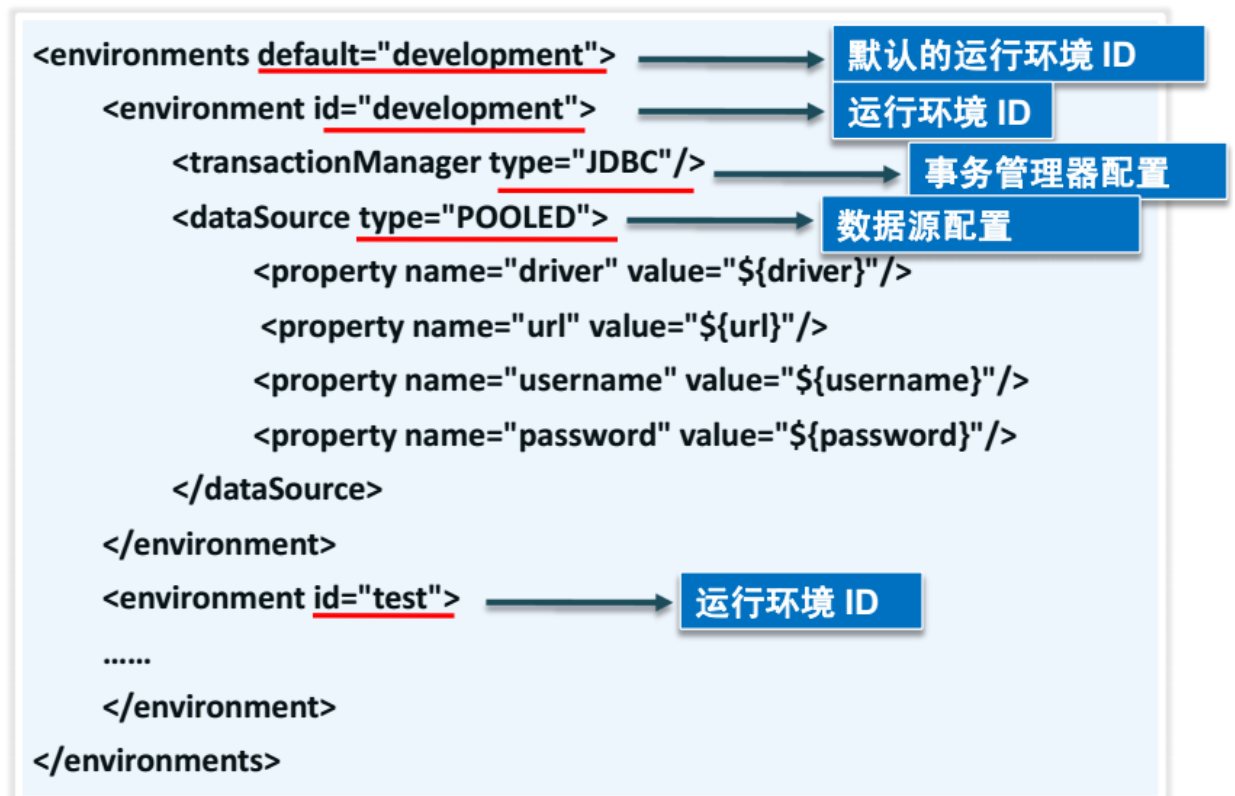 <environments default="development">
默认的运行环境 ID
<environment id="development">
运行环境 ID
<transactionManager type="JDBC"/>
事务管理器配置
<dataSource type="POOLED">
数据源配置
<property name="driver" value="${driver}"/>
<property name="url" value="${url}"/>
<property name="username" value="${username}"/>
<property name="password" value="${password}"/>
</dataSource>
</environment>
<environment id="test">
运行环境 ID
……
</environment>
</environments>